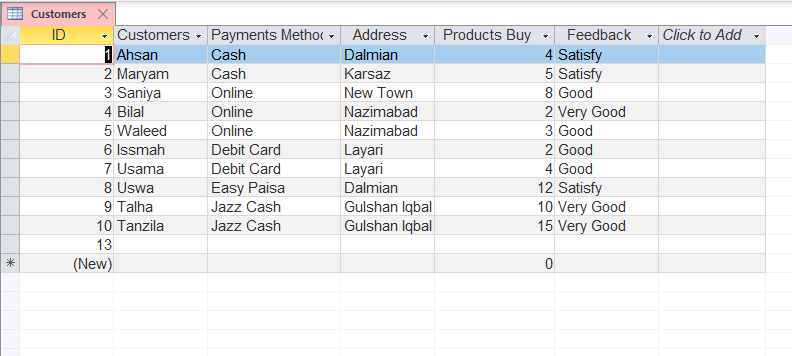 Customers
ID Customers Payments Method Address Products Buy Feedback Click to Add
1 Ahsan Cash Dalmian 4 Satisfy
2 Maryam Cash Karsaz 5 Satisfy
3 Saniya Online New Town 8 Good
4 Bilal Online Nazimabad 2 Very Good
5 Waleed Online Nazimabad 3 Good
6 Issmah Debit Card Layari 2 Good
7 Usama Debit Card Layari 4 Good
8 Uswa Easy Paisa Dalmian 12 Satisfy
9 Talha Jazz Cash Gulshan Iqbal 10 Very Good
10 Tanzila Jazz Cash Gulshan Iqbal 15 Very Good
13
(New) 0